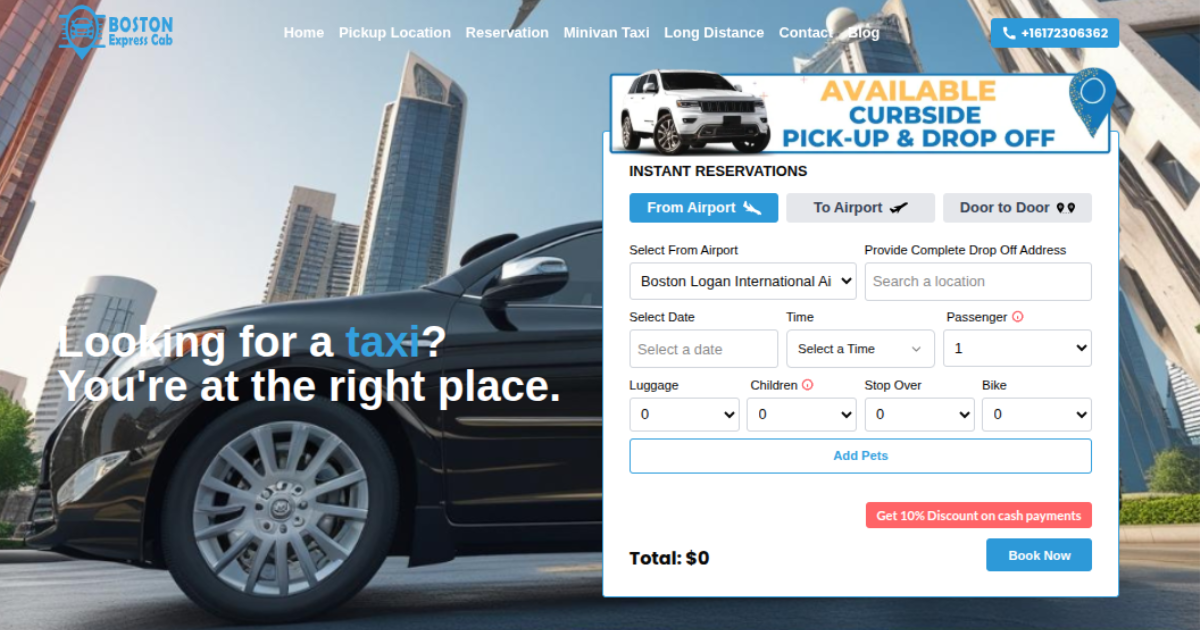 BOSTON
Express Cab
Home Pickup Location Reservation Minivan Taxi Long Distance Contact Blog
+16172306362
AVAILABLE
CURBSIDE
PICK-UP & DROP OFF
INSTANT RESERVATIONS
From Airport To Airport Door to Door
Select From Airport Provide Complete Drop Off Address
Boston Logan International Ai Search a location
Select Date Time Passenger
Select a date Select a Time 1
Luggage Children Stop Over Bike
0 0 0 0
Add Pets
Looking for a taxi?
You're at the right place.
Get 10% Discount on cash payments
Total: $0
Book Now